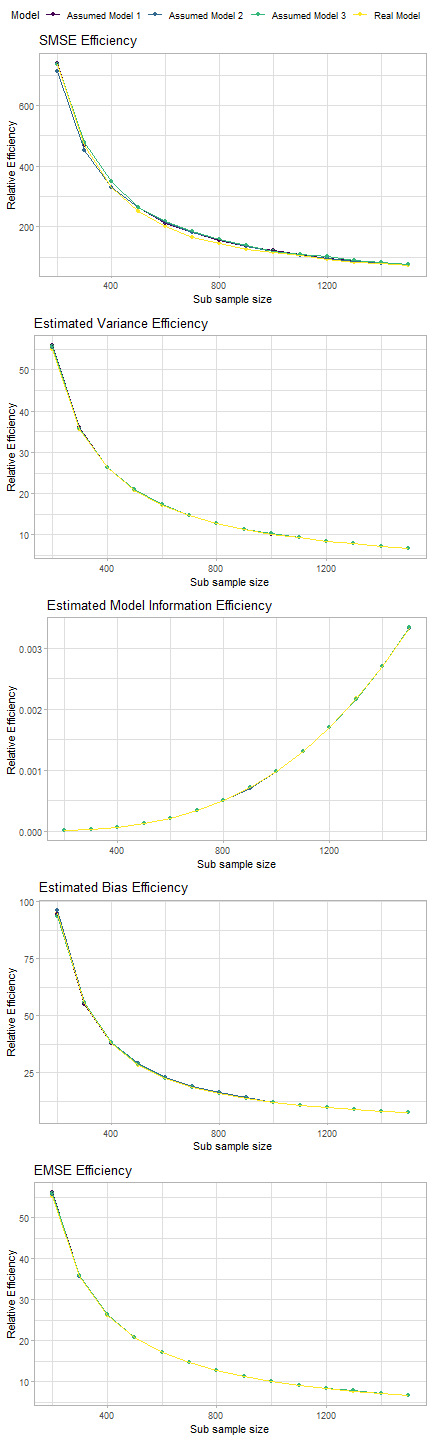 Model Assumed Model 1 Assumed Model 2 Assumed Model 3 Real Model
SMSE Efficiency
Relative Efficiency
600
400
200
400 800 1200
Sub sample size
Estimated Variance Efficiency
Relative Efficiency
50
40
30
20
10
400 800 1200
Sub sample size
Estimated Model Information Efficiency
Relative Efficiency
0.003
0.002
0.001
0.000
400 800 1200
Sub sample size
Estimated Bias Efficiency
Relative Efficiency
100
75
50
25
400 800 1200
Sub sample size
EMSE Efficiency
Relative Efficiency
50
40
30
20
10
400 800 1200
Sub sample size